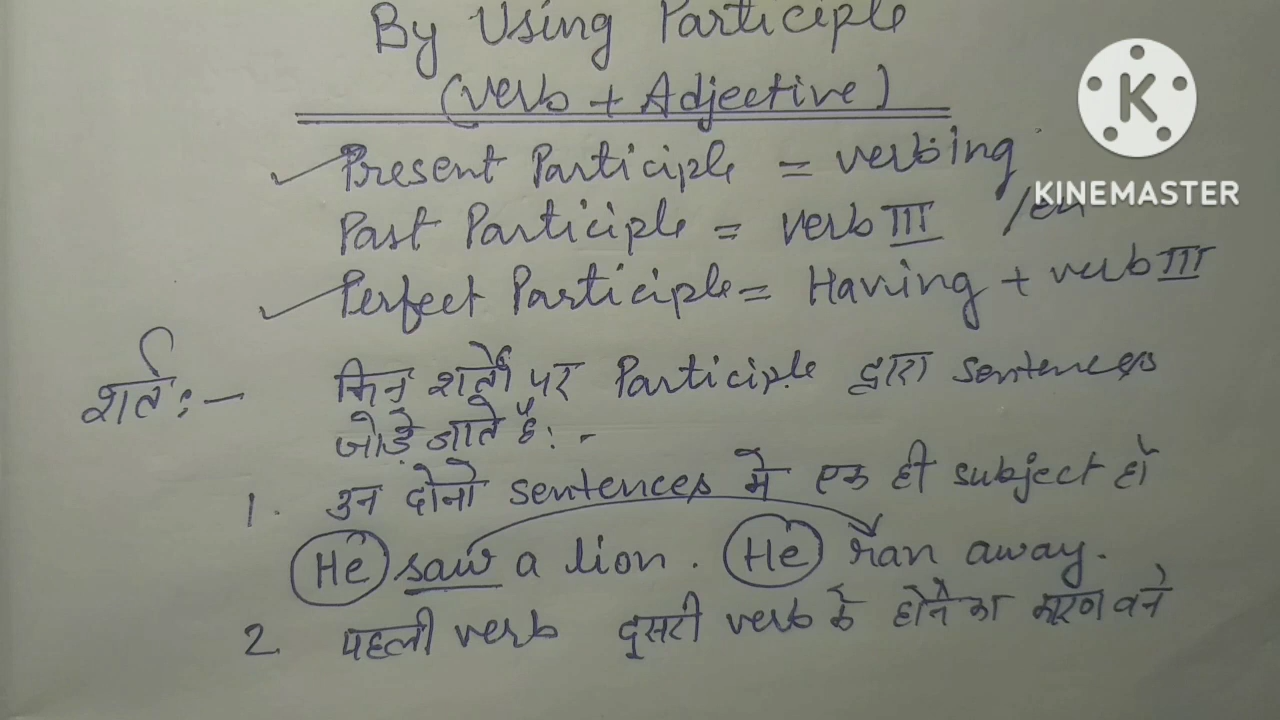 By Using Participle
(verb + Adjective)
Present Participle = verbing
Past Participle = verb III /en
Perfect Participle = Having + verb III
शर्त :- किन शर्तों पर Participle द्वारा sentences
जोड़े जाते हैं :-
1. उन दोनो sentences मे एक ही subject हों
He saw a lion. He ran away.
2. पहली verb दुसरी verb के होने का कारण बने
K
KINEMASTER